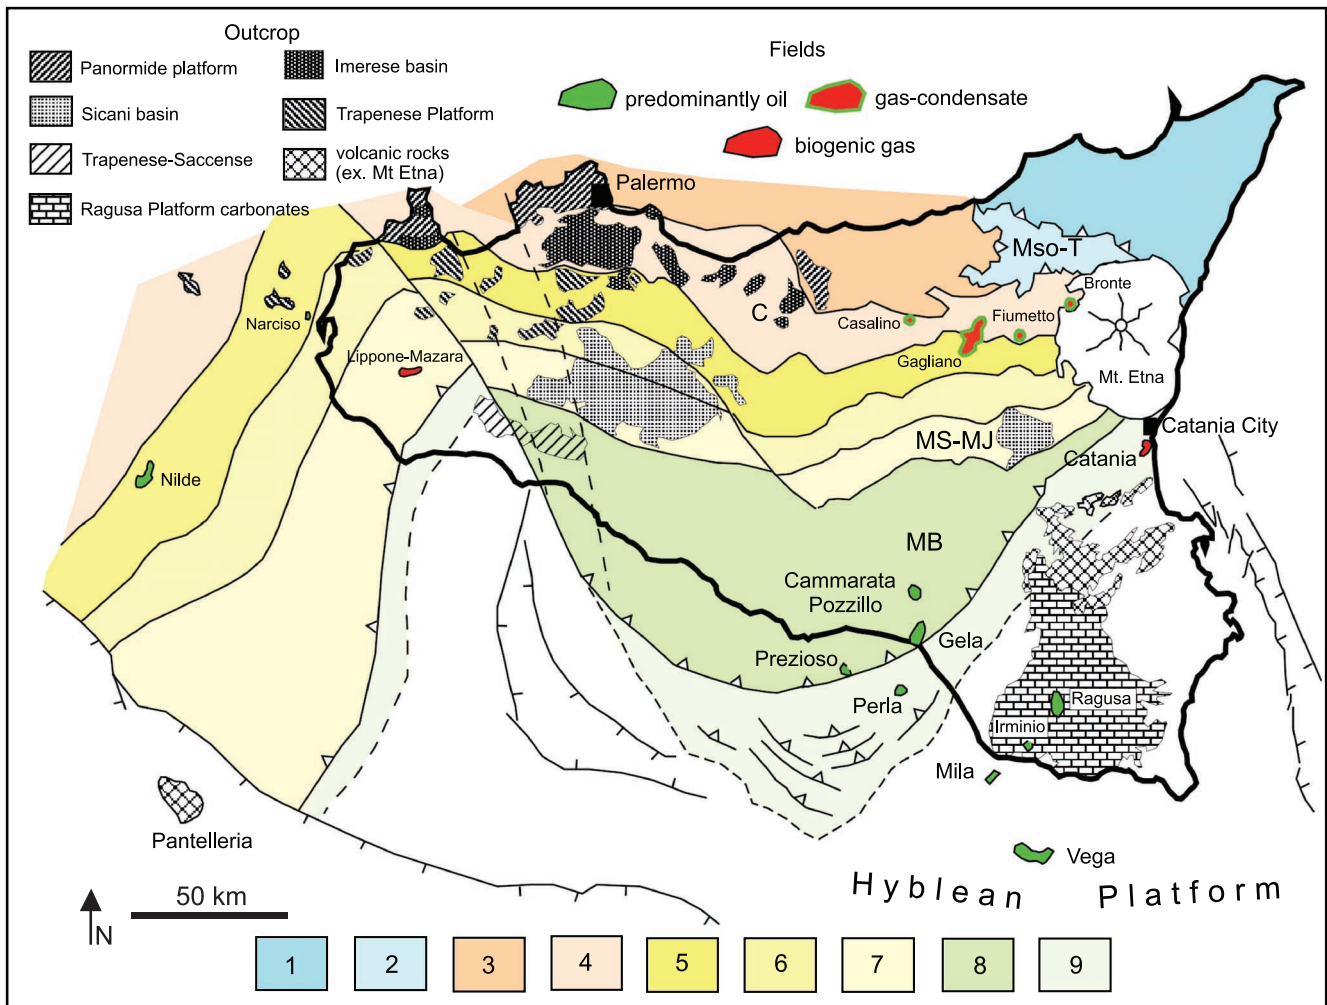 Outcrop
Panormide platform
Imerese basin
Sicani basin
Trapenese Platform
Trapenese-Saccense
volcanic rocks
(ex. Mt Etna)
Ragusa Platform carbonates
Fields
predominantly oil
gas-condensate
biogenic gas
Palermo
Mso-T
Bronte
Narciso
C
Casalino
Fiumetto
Lippone-Mazara
Gagliano
Mt. Etna
MS-MJ
Catania City
Catania
Nilde
MB
Cammarata
Pozzillo
Gela
Prezioso
Perla
Ragusa
Irminio
Mila
Pantelleria
Vega
Hyblean Platform
50 km
N
1 2 3 4 5 6 7 8 9